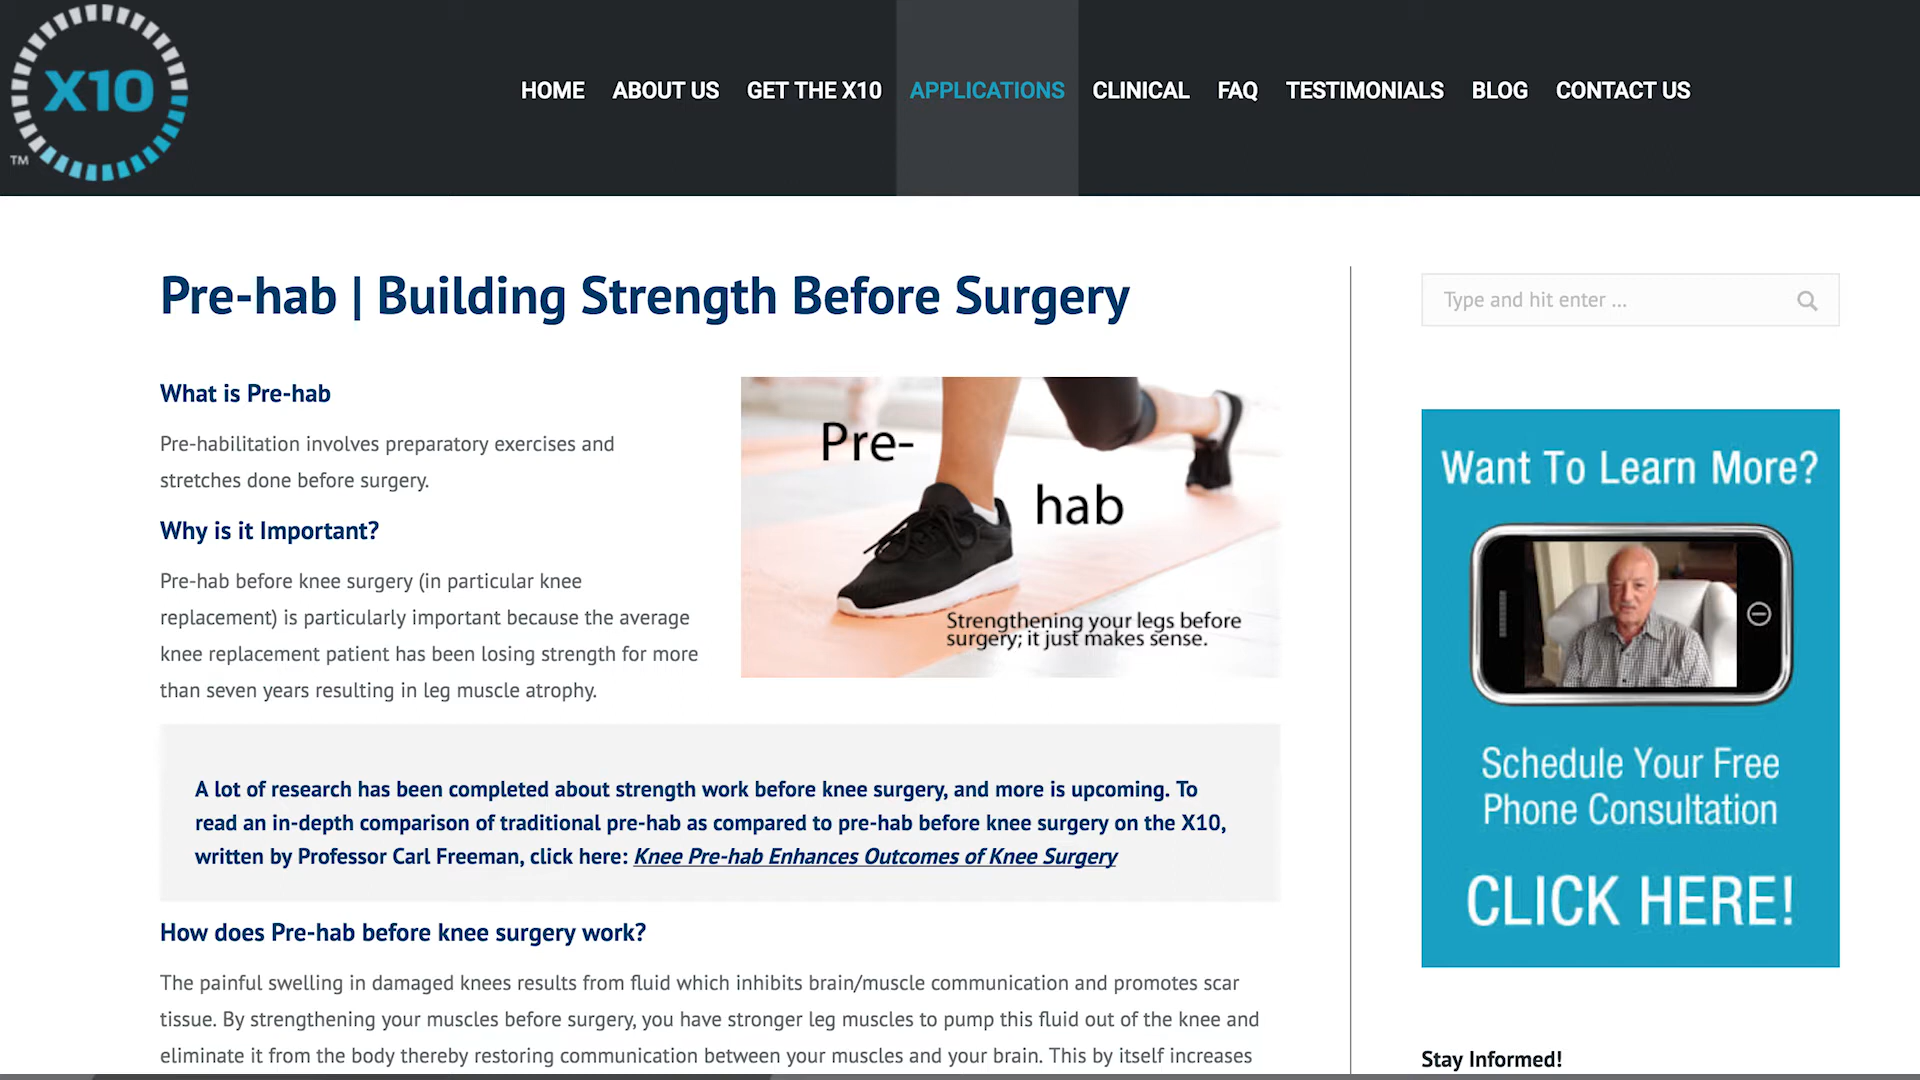 X10
TM
HOME ABOUT US GET THE X10 APPLICATIONS CLINICAL FAQ TESTIMONIALS BLOG CONTACT US
Pre-hab | Building Strength Before Surgery
What is Pre-hab
Pre-habilitation involves preparatory exercises and
stretches done before surgery.
Why is it Important?
Pre-hab before knee surgery (in particular knee
replacement) is particularly important because the average
knee replacement patient has been losing strength for more
than seven years resulting in leg muscle atrophy.
Pre-
hab
Strengthening your legs before
surgery; it just makes sense.
A lot of research has been completed about strength work before knee surgery, and more is upcoming. To
read an in-depth comparison of traditional pre-hab as compared to pre-hab before knee surgery on the X10,
written by Professor Carl Freeman, click here: Knee Pre-hab Enhances Outcomes of Knee Surgery
How does Pre-hab before knee surgery work?
The painful swelling in damaged knees results from fluid which inhibits brain/muscle communication and promotes scar
tissue. By strengthening your muscles before surgery, you have stronger leg muscles to pump this fluid out of the knee and
eliminate it from the body thereby restoring communication between your muscles and your brain. This by itself increases
Type and hit enter ...
Want To Learn More?
Schedule Your Free
Phone Consultation
CLICK HERE!
Stay Informed!